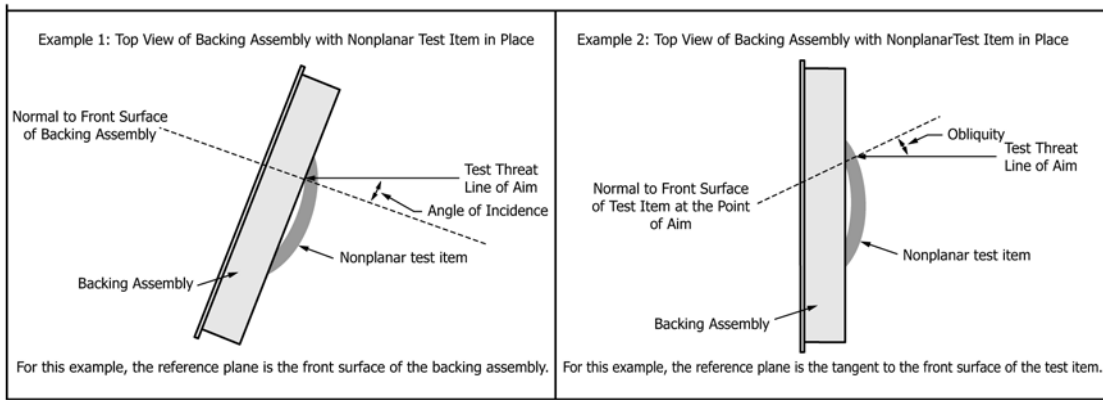 Example 1: Top View of Backing Assembly with Nonplanar Test Item in Place
Normal to Front Surface
of Backing Assembly
Test Threat
Line of Aim
Angle of Incidence
Nonplanar test item
Backing Assembly
For this example, the reference plane is the front surface of the backing assembly.
Example 2: Top View of Backing Assembly with NonplanarTest Item in Place
Obliquity
Test Threat
Line of Aim
Normal to Front Surface
of Test Item at the Point
of Aim
Nonplanar test item
Backing Assembly
For this example, the reference plane is the tangent to the front surface of the test item.